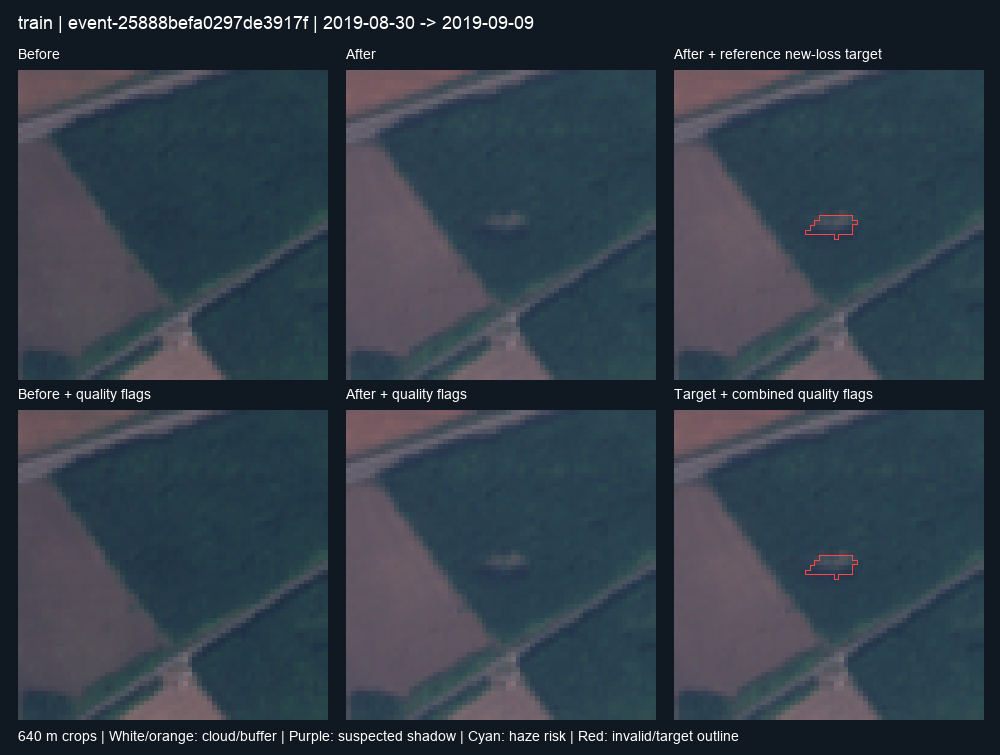 train | event-25888befa0297de3917f | 2019-08-30 -> 2019-09-09
Before
After
After + reference new-loss target
Before + quality flags
After + quality flags
Target + combined quality flags
640 m crops | White/orange: cloud/buffer | Purple: suspected shadow | Cyan: haze risk | Red: invalid/target outline